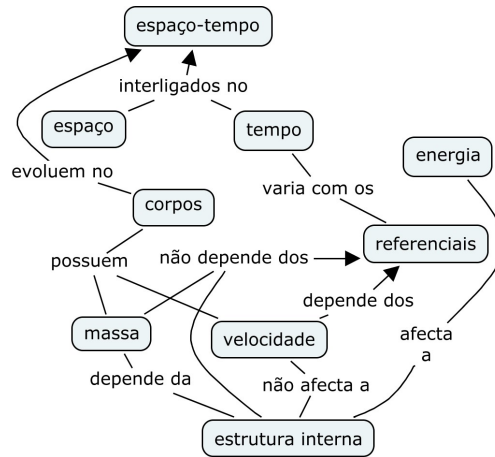 espaço-tempo
interligados no
espaço
tempo
energia
evoluem no
varia com os
corpos
referenciais
possuem
não depende dos
depende dos
massa
velocidade
afecta
a
depende da
não afecta a
estrutura interna